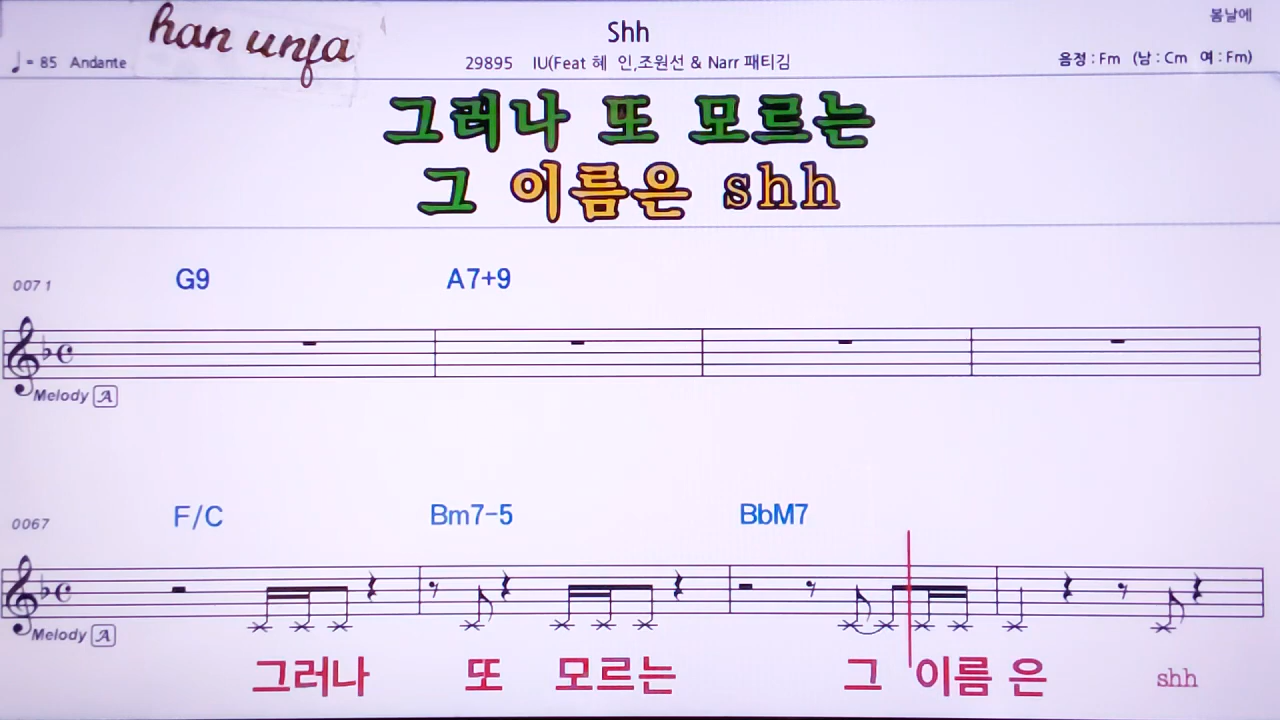 han unja
Shh
봄날에
♩= 85 Andante
29895 IU(Feat 혜 인,조원선 & Narr 패티김
음정 : Fm (남 : Cm 여 : Fm)
그러나 또 모르는
그 이름은 shh
0071 G9 A7+9
Melody A
0067 F/C Bm7-5 BbM7
Melody A
그러나 또 모르는 그 이름 은 shh